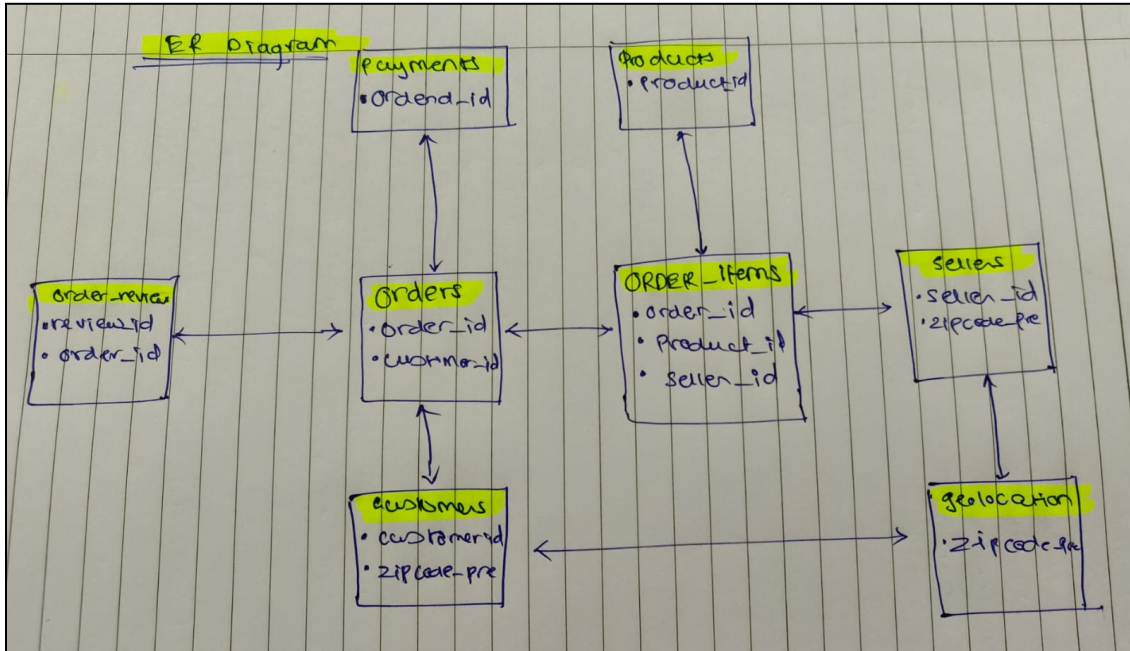 ER Diagram
Payments
• Ordend_id
Products
• Productid
Order_review
• review_id
• order_id
Orders
• Order_id
• customer_id
ORDER_Items
• order_id
• Product_id
• Seller_id
Sellers
• Seller_id
• zipcode_pre
customers
• customerid
• zipcode_pre
geolocation
• zipcode_pre